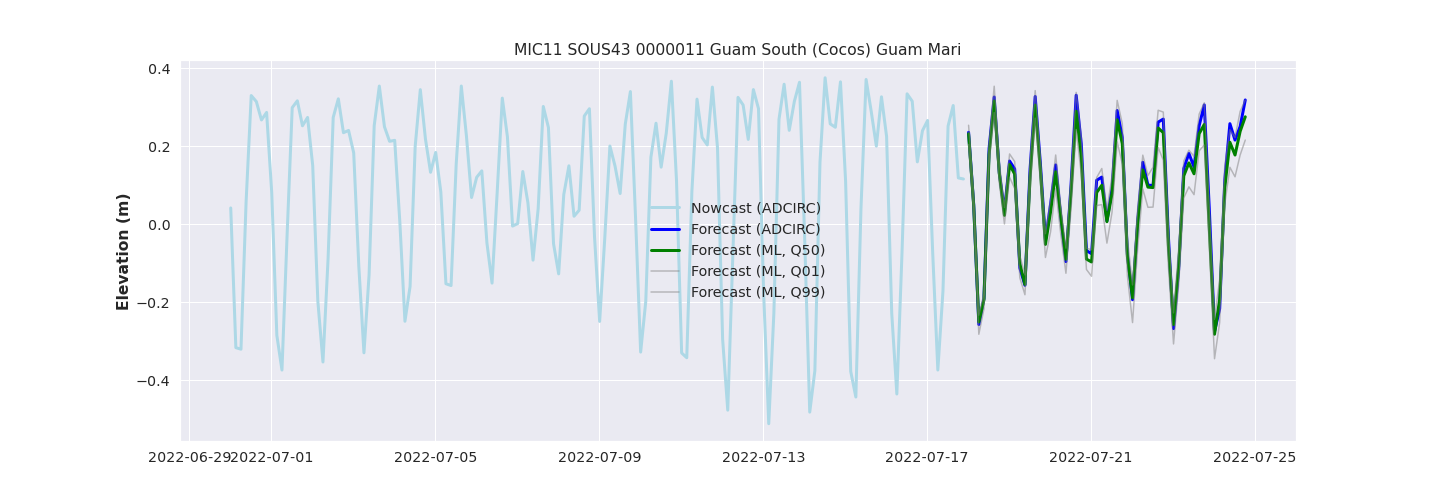 MIC11 SOUS43 0000011 Guam South (Cocos) Guam Mari
Elevation (m)
0.4
0.2
0.0
−0.2
−0.4
Nowcast (ADCIRC)
Forecast (ADCIRC)
Forecast (ML, Q50)
Forecast (ML, Q01)
Forecast (ML, Q99)
2022-06-29 2022-07-01 2022-07-05 2022-07-09 2022-07-13 2022-07-17 2022-07-21 2022-07-25